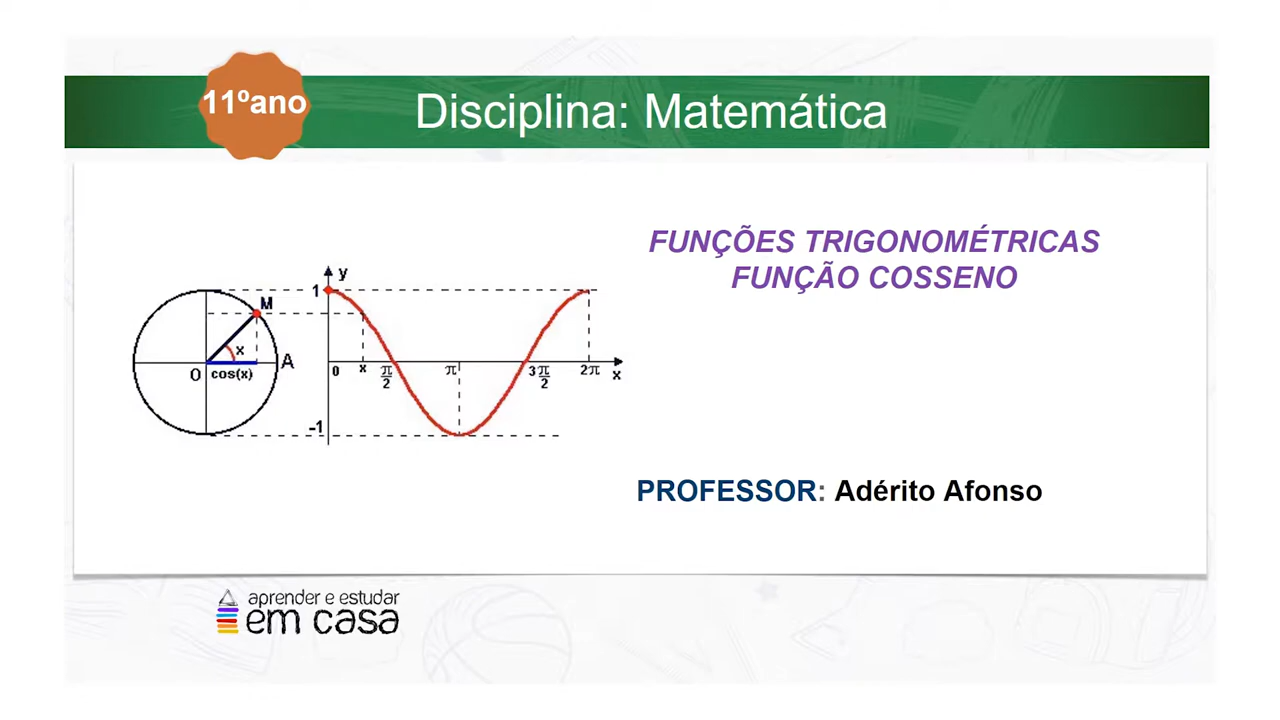 11ºano
Disciplina: Matemática
FUNÇÕES TRIGONOMÉTRICAS
FUNÇÃO COSSENO
y
1
M
x
A
O
cos(x)
0
x
π/2
π
3π/2
2π
x
-1
PROFESSOR: Adérito Afonso
aprender e estudar
em casa